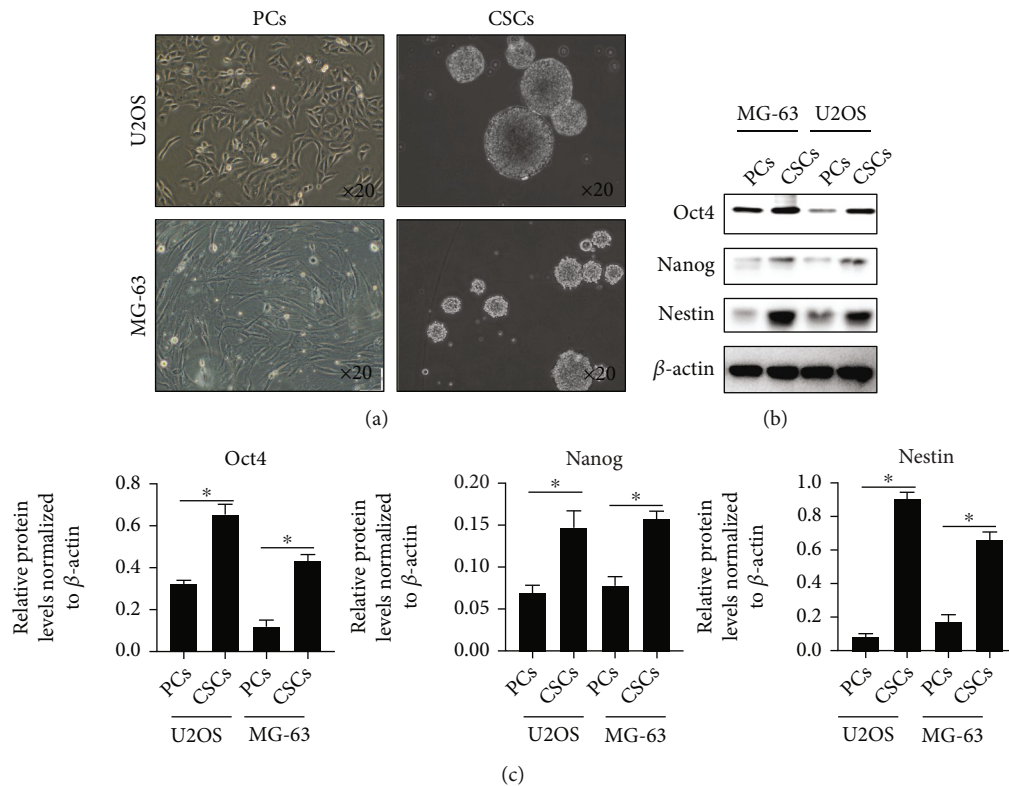 PCs CSCs
U2OS
×20 ×20
MG-63
×20 ×20
(a)
MG-63 U2OS
PCs CSCs PCs CSCs
Oct4
Nanog
Nestin
β-actin
(b)
Oct4
Relative protein
levels normalized
to β-actin
0.8
0.6
0.4
0.2
0.0
* *
PCs CSCs PCs CSCs
U2OS MG-63
Nanog
Relative protein
levels normalized
to β-actin
0.20
0.15
0.10
0.05
0.00
* *
PCs CSCs PCs CSCs
U2OS MG-63
Nestin
Relative protein
levels normalized
to β-actin
1.0
0.8
0.6
0.4
0.2
0.0
* *
PCs CSCs PCs CSCs
U2OS MG-63
(c)